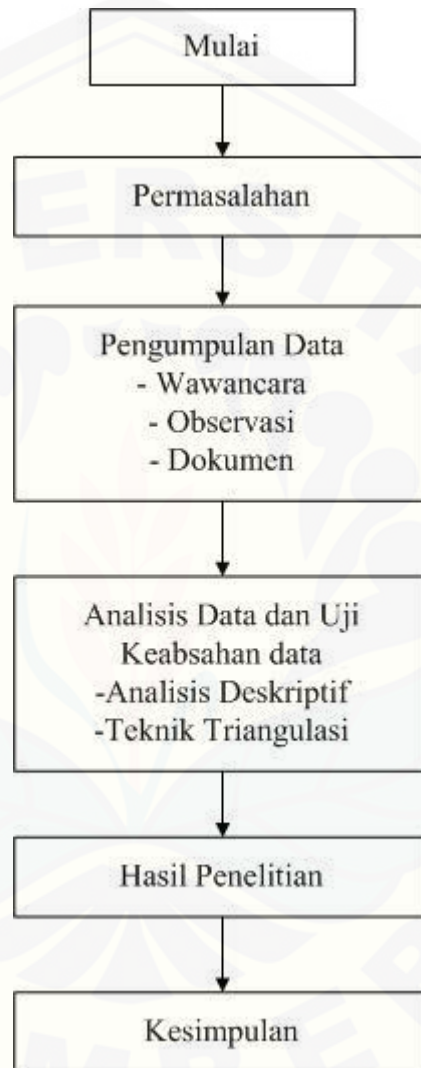 Mulai
Permasalahan
Pengumpulan Data
- Wawancara
- Observasi
- Dokumen
Analisis Data dan Uji
Keabsahan data
-Analisis Deskriptif
-Teknik Triangulasi
Hasil Penelitian
Kesimpulan